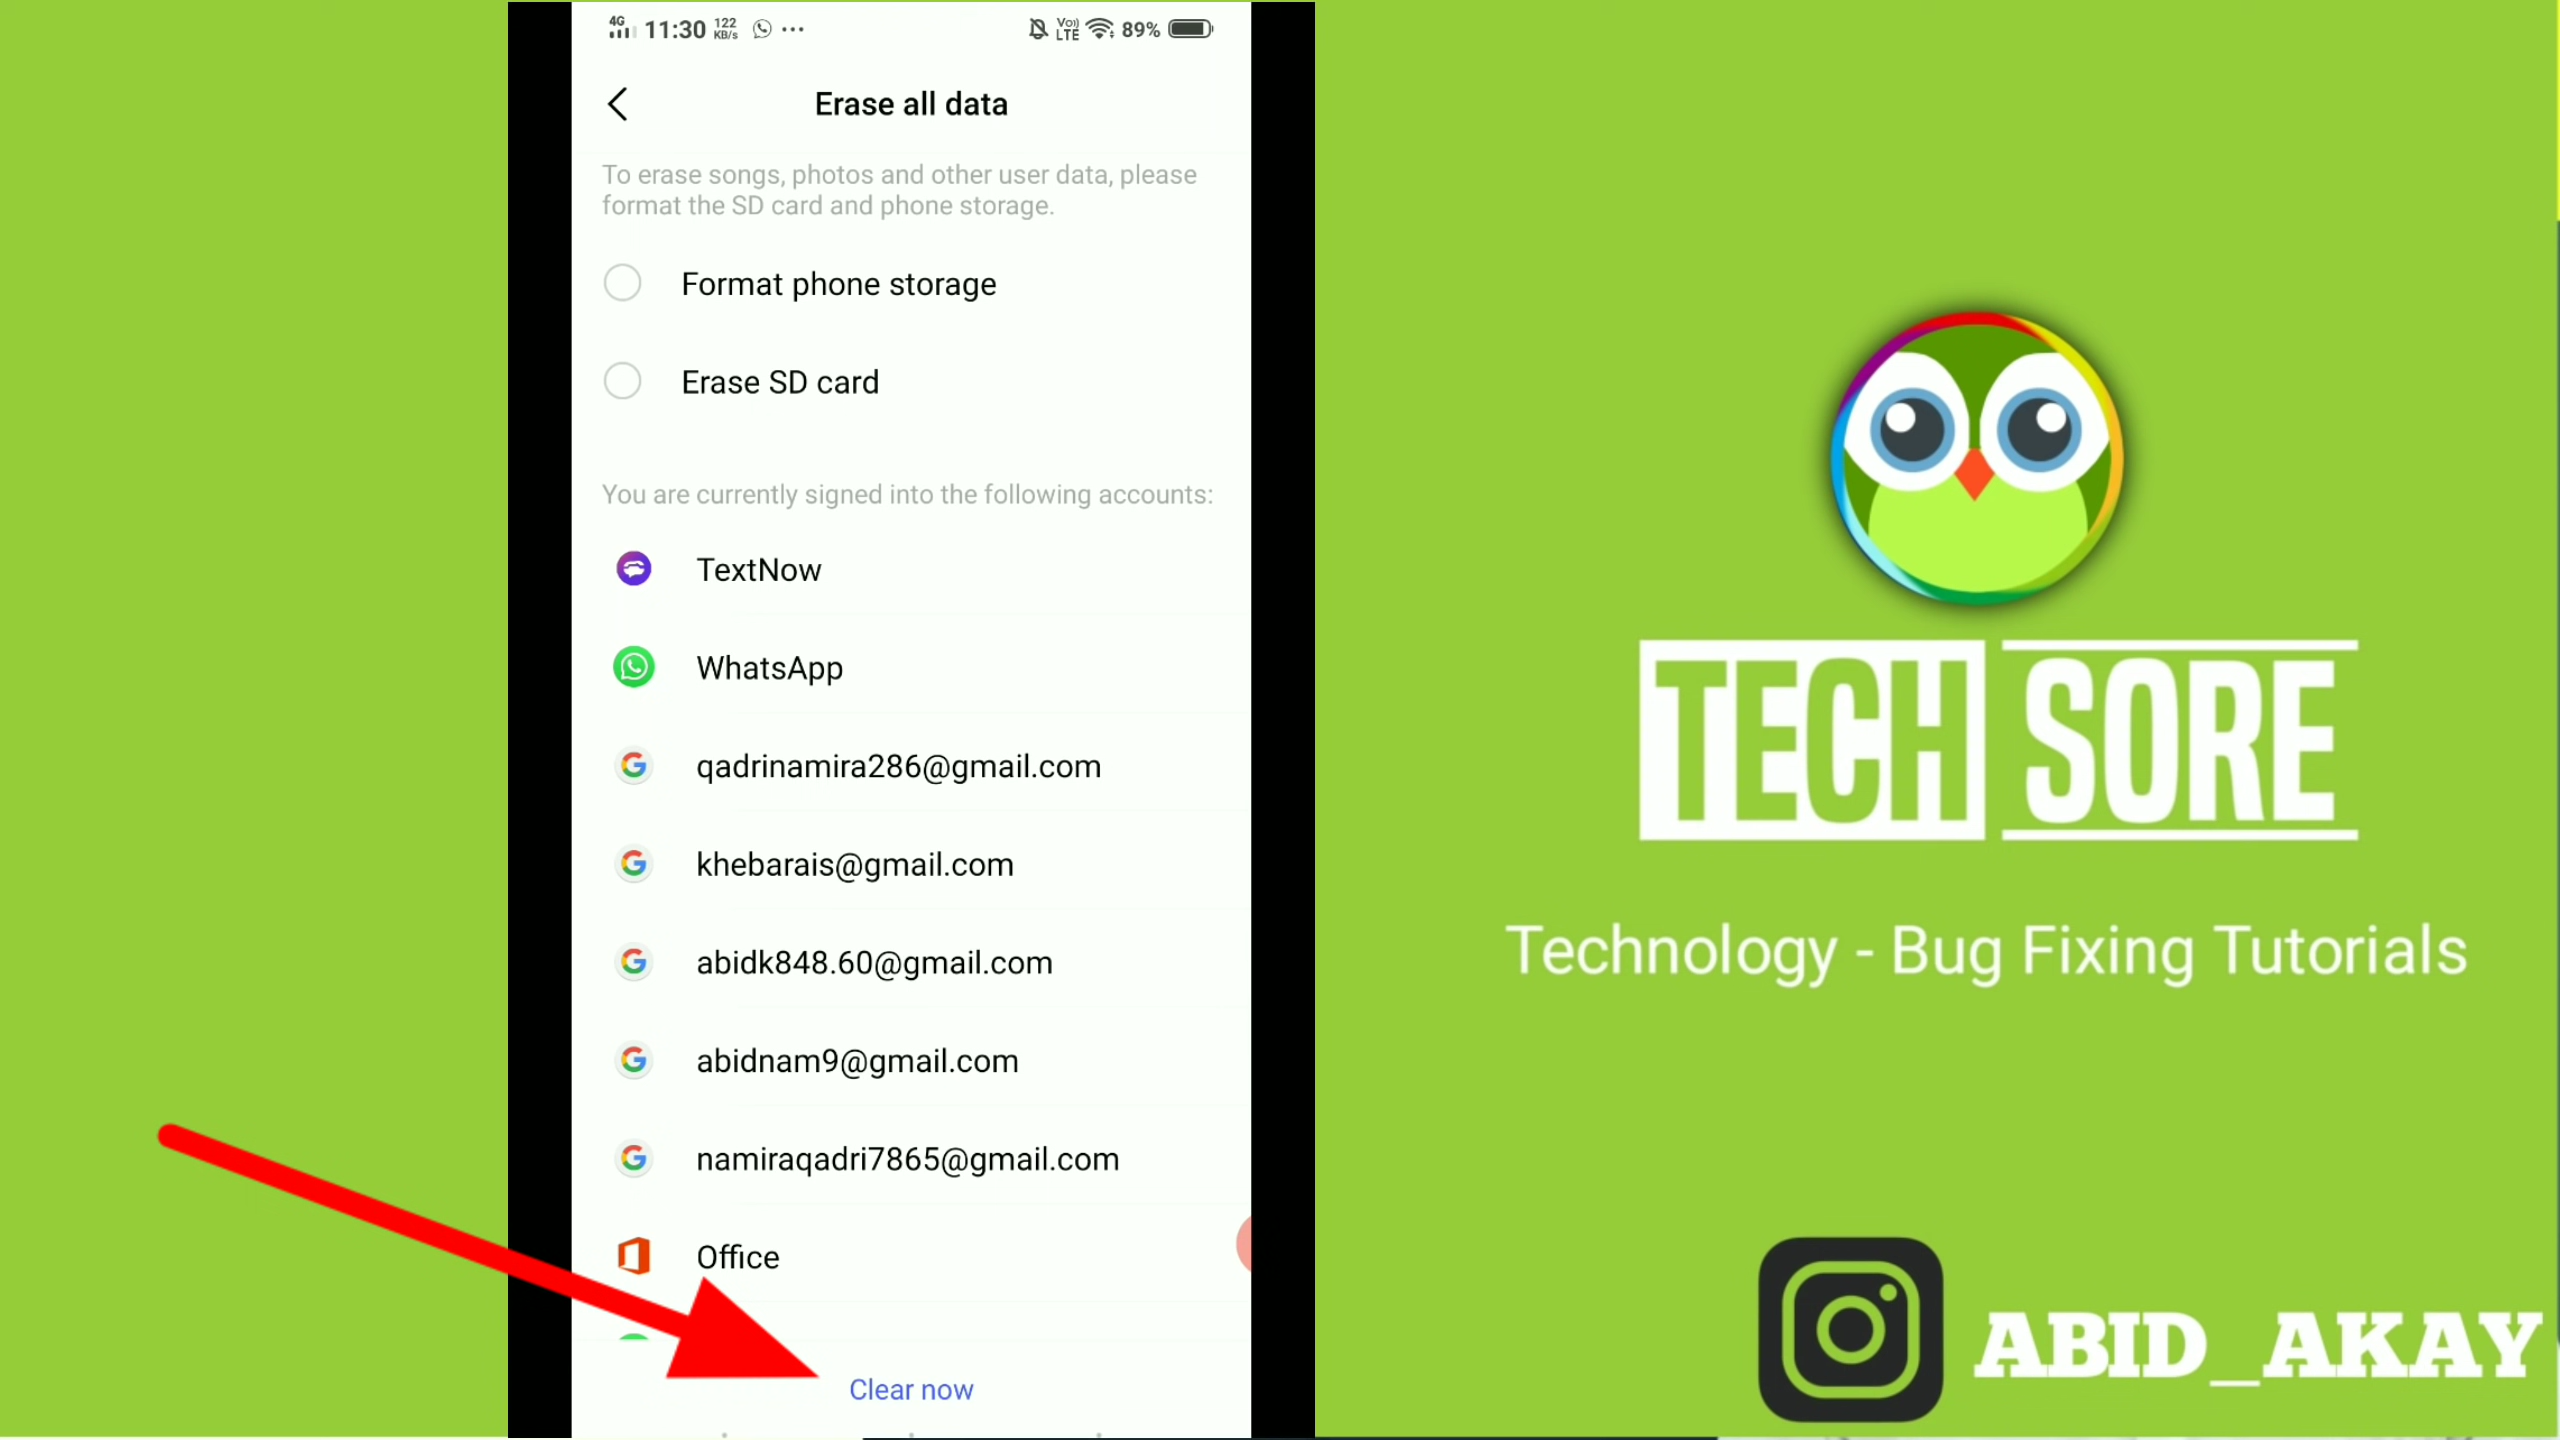 4G 11:30 122 KB/s ... Vo)) LTE 89%
Erase all data
To erase songs, photos and other user data, please
format the SD card and phone storage.
Format phone storage
Erase SD card
You are currently signed into the following accounts:
TextNow
WhatsApp
qadrinamira286@gmail.com
khebarais@gmail.com
abidk848.60@gmail.com
abidnam9@gmail.com
namiraqadri7865@gmail.com
Office
Clear now
TECH SORE
Technology - Bug Fixing Tutorials
ABID_AKAY